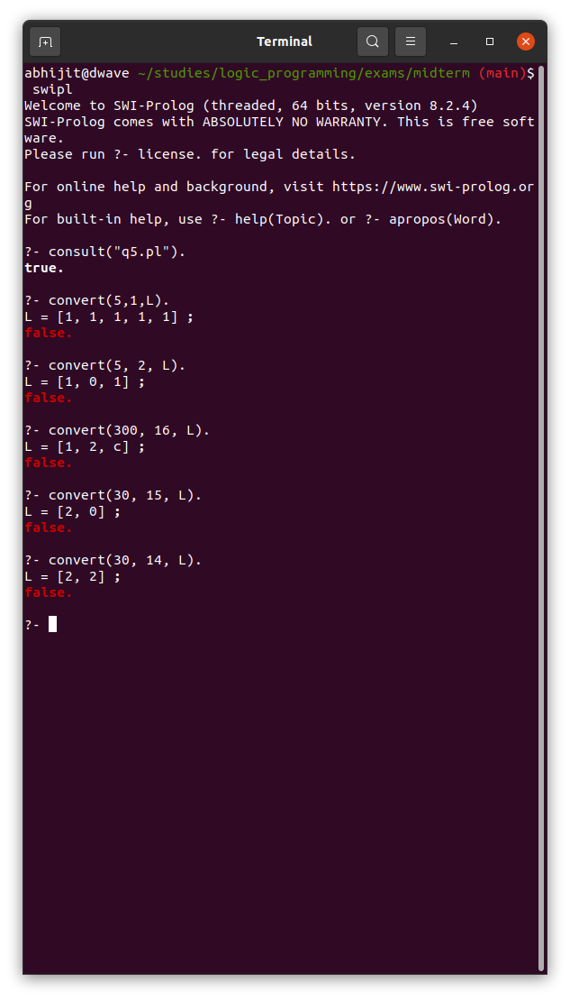 Terminal
abhijit@dwave ~/studies/logic_programming/exams/midterm (main)$
 swipl
Welcome to SWI-Prolog (threaded, 64 bits, version 8.2.4)
SWI-Prolog comes with ABSOLUTELY NO WARRANTY. This is free soft
ware.
Please run ?- license. for legal details.

For online help and background, visit https://www.swi-prolog.or
g
For built-in help, use ?- help(Topic). or ?- apropos(Word).

?- consult("q5.pl").
true.

?- convert(5,1,L).
L = [1, 1, 1, 1, 1] ;
false.

?- convert(5, 2, L).
L = [1, 0, 1] ;
false.

?- convert(300, 16, L).
L = [1, 2, c] ;
false.

?- convert(30, 15, L).
L = [2, 0] ;
false.

?- convert(30, 14, L).
L = [2, 2] ;
false.

?-